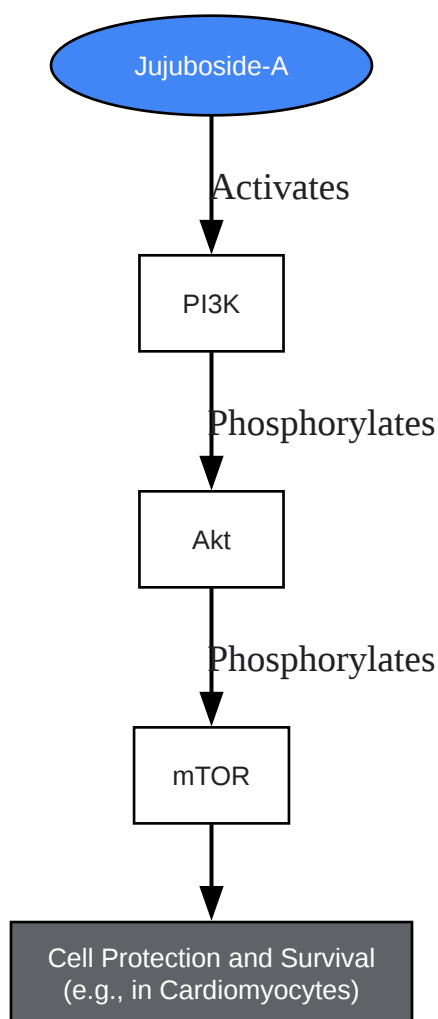 Jujuboside-A
Activates
PI3K
Phosphorylates
Akt
Phosphorylates
mTOR
Cell Protection and Survival
(e.g., in Cardiomyocytes)